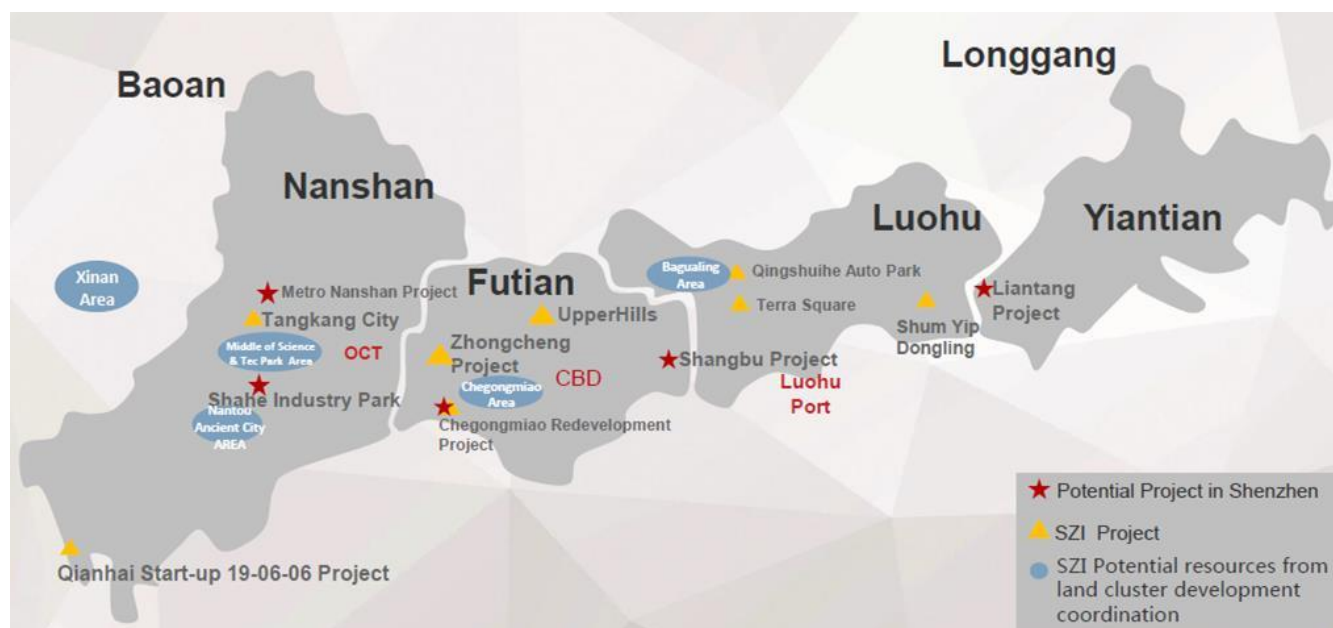 Longgang
Baoan
Nanshan
Luohu
Yiantian
Xinan
Area
Metro Nanshan Project
Tangkang City
Middle of Science
& Tec Park Area
OCT
Shahe Industry Park
Nantou
Ancient City
AREA
Futian
UpperHills
Zhongcheng
Project
CBD
Chegongmiao
Area
Chegongmiao Redevelopment
Project
Bagualing
Area
Qingshuihe Auto Park
Terra Square
Shum Yip
Dongling
Liantang
Project
Shangbu Project
Luohu
Port
Qianhai Start-up 19-06-06 Project
Potential Project in Shenzhen
SZI Project
SZI Potential resources from
land cluster development
coordination